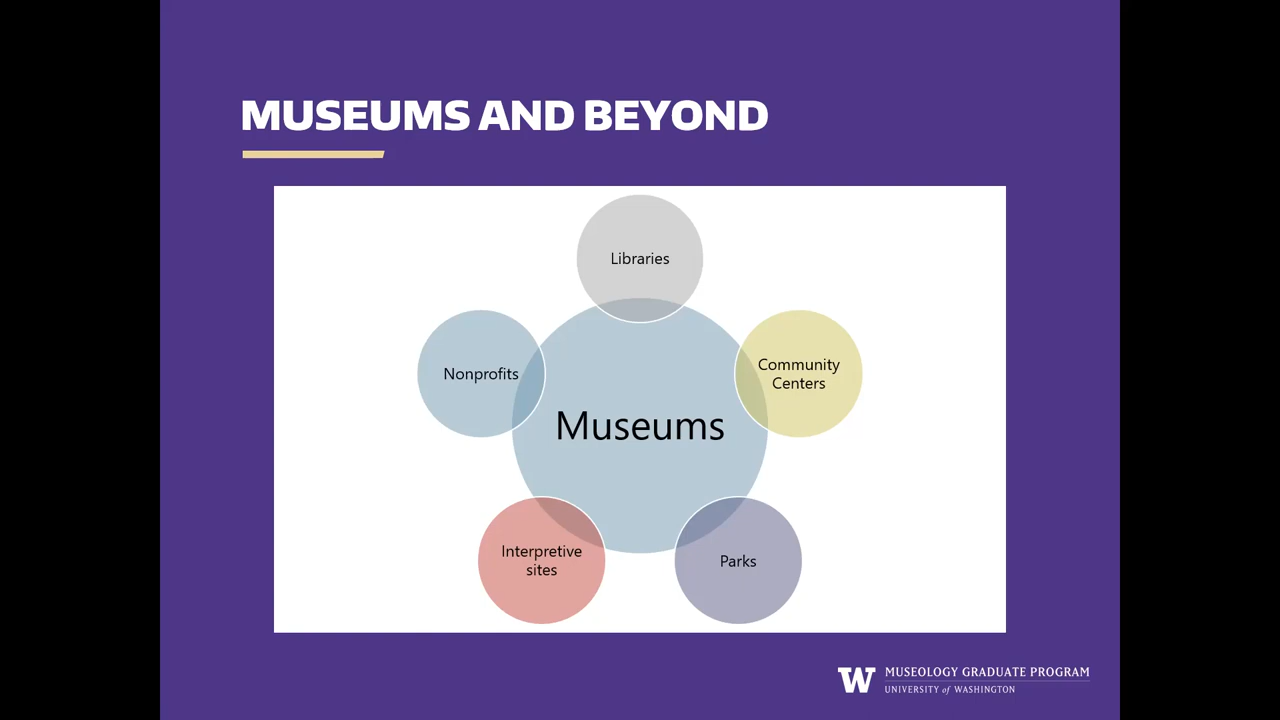 MUSEUMS AND BEYOND
Libraries
Nonprofits
Community
Centers
Museums
Interpretive
sites
Parks
W MUSEOLOGY GRADUATE PROGRAM
UNIVERSITY of WASHINGTON